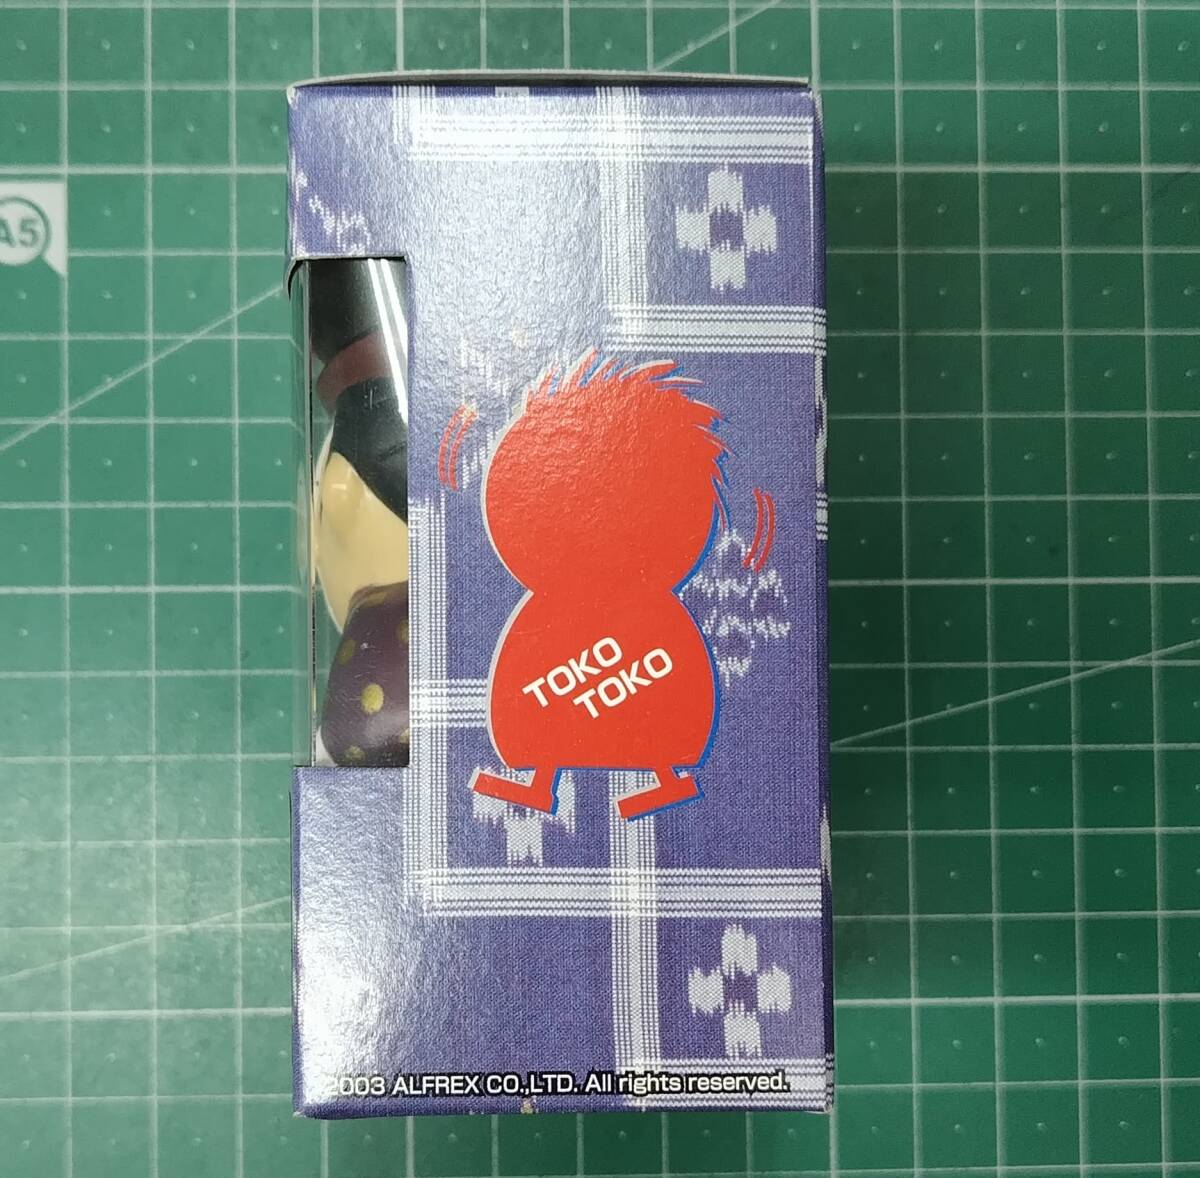 A5
TOKO
TOKO
2003 ALFREX CO.,LTD. All rights reserved.